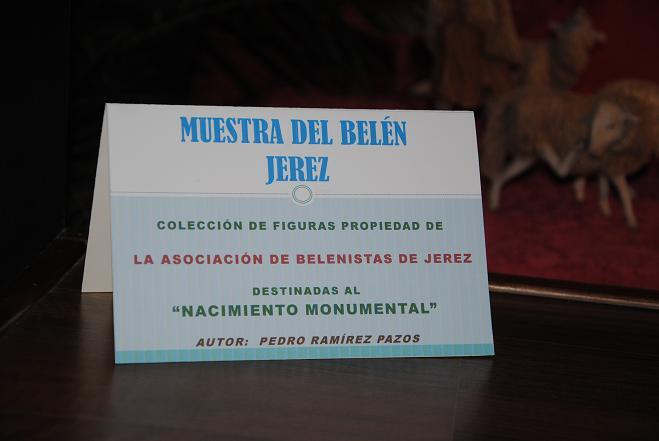 MUESTRA DEL BELÉN
JEREZ
COLECCIÓN DE FIGURAS PROPIEDAD DE
LA ASOCIACIÓN DE BELENISTAS DE JEREZ
DESTINADAS AL
“NACIMIENTO MONUMENTAL”
AUTOR: PEDRO RAMÍREZ PAZOS